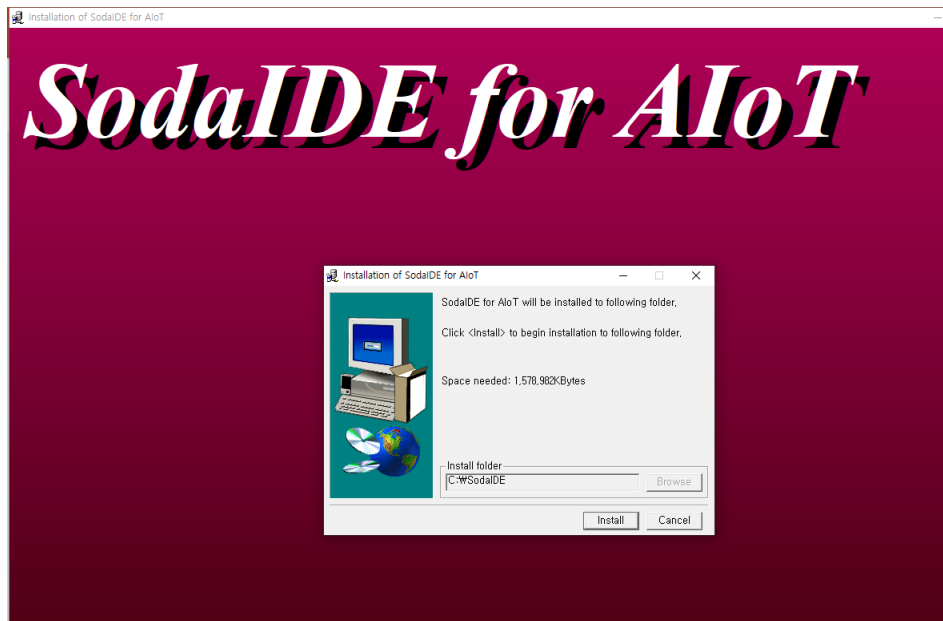 Installation of SodaIDE for AIoT
SodaIDE for AIoT
Installation of SodaIDE for AIoT
SodaIDE for AIoT will be installed to following folder,
Click <Install> to begin installation to following folder,
Space needed: 1,578,982KBytes
Install folder
C:₩SodaIDE
Browse
Install
Cancel